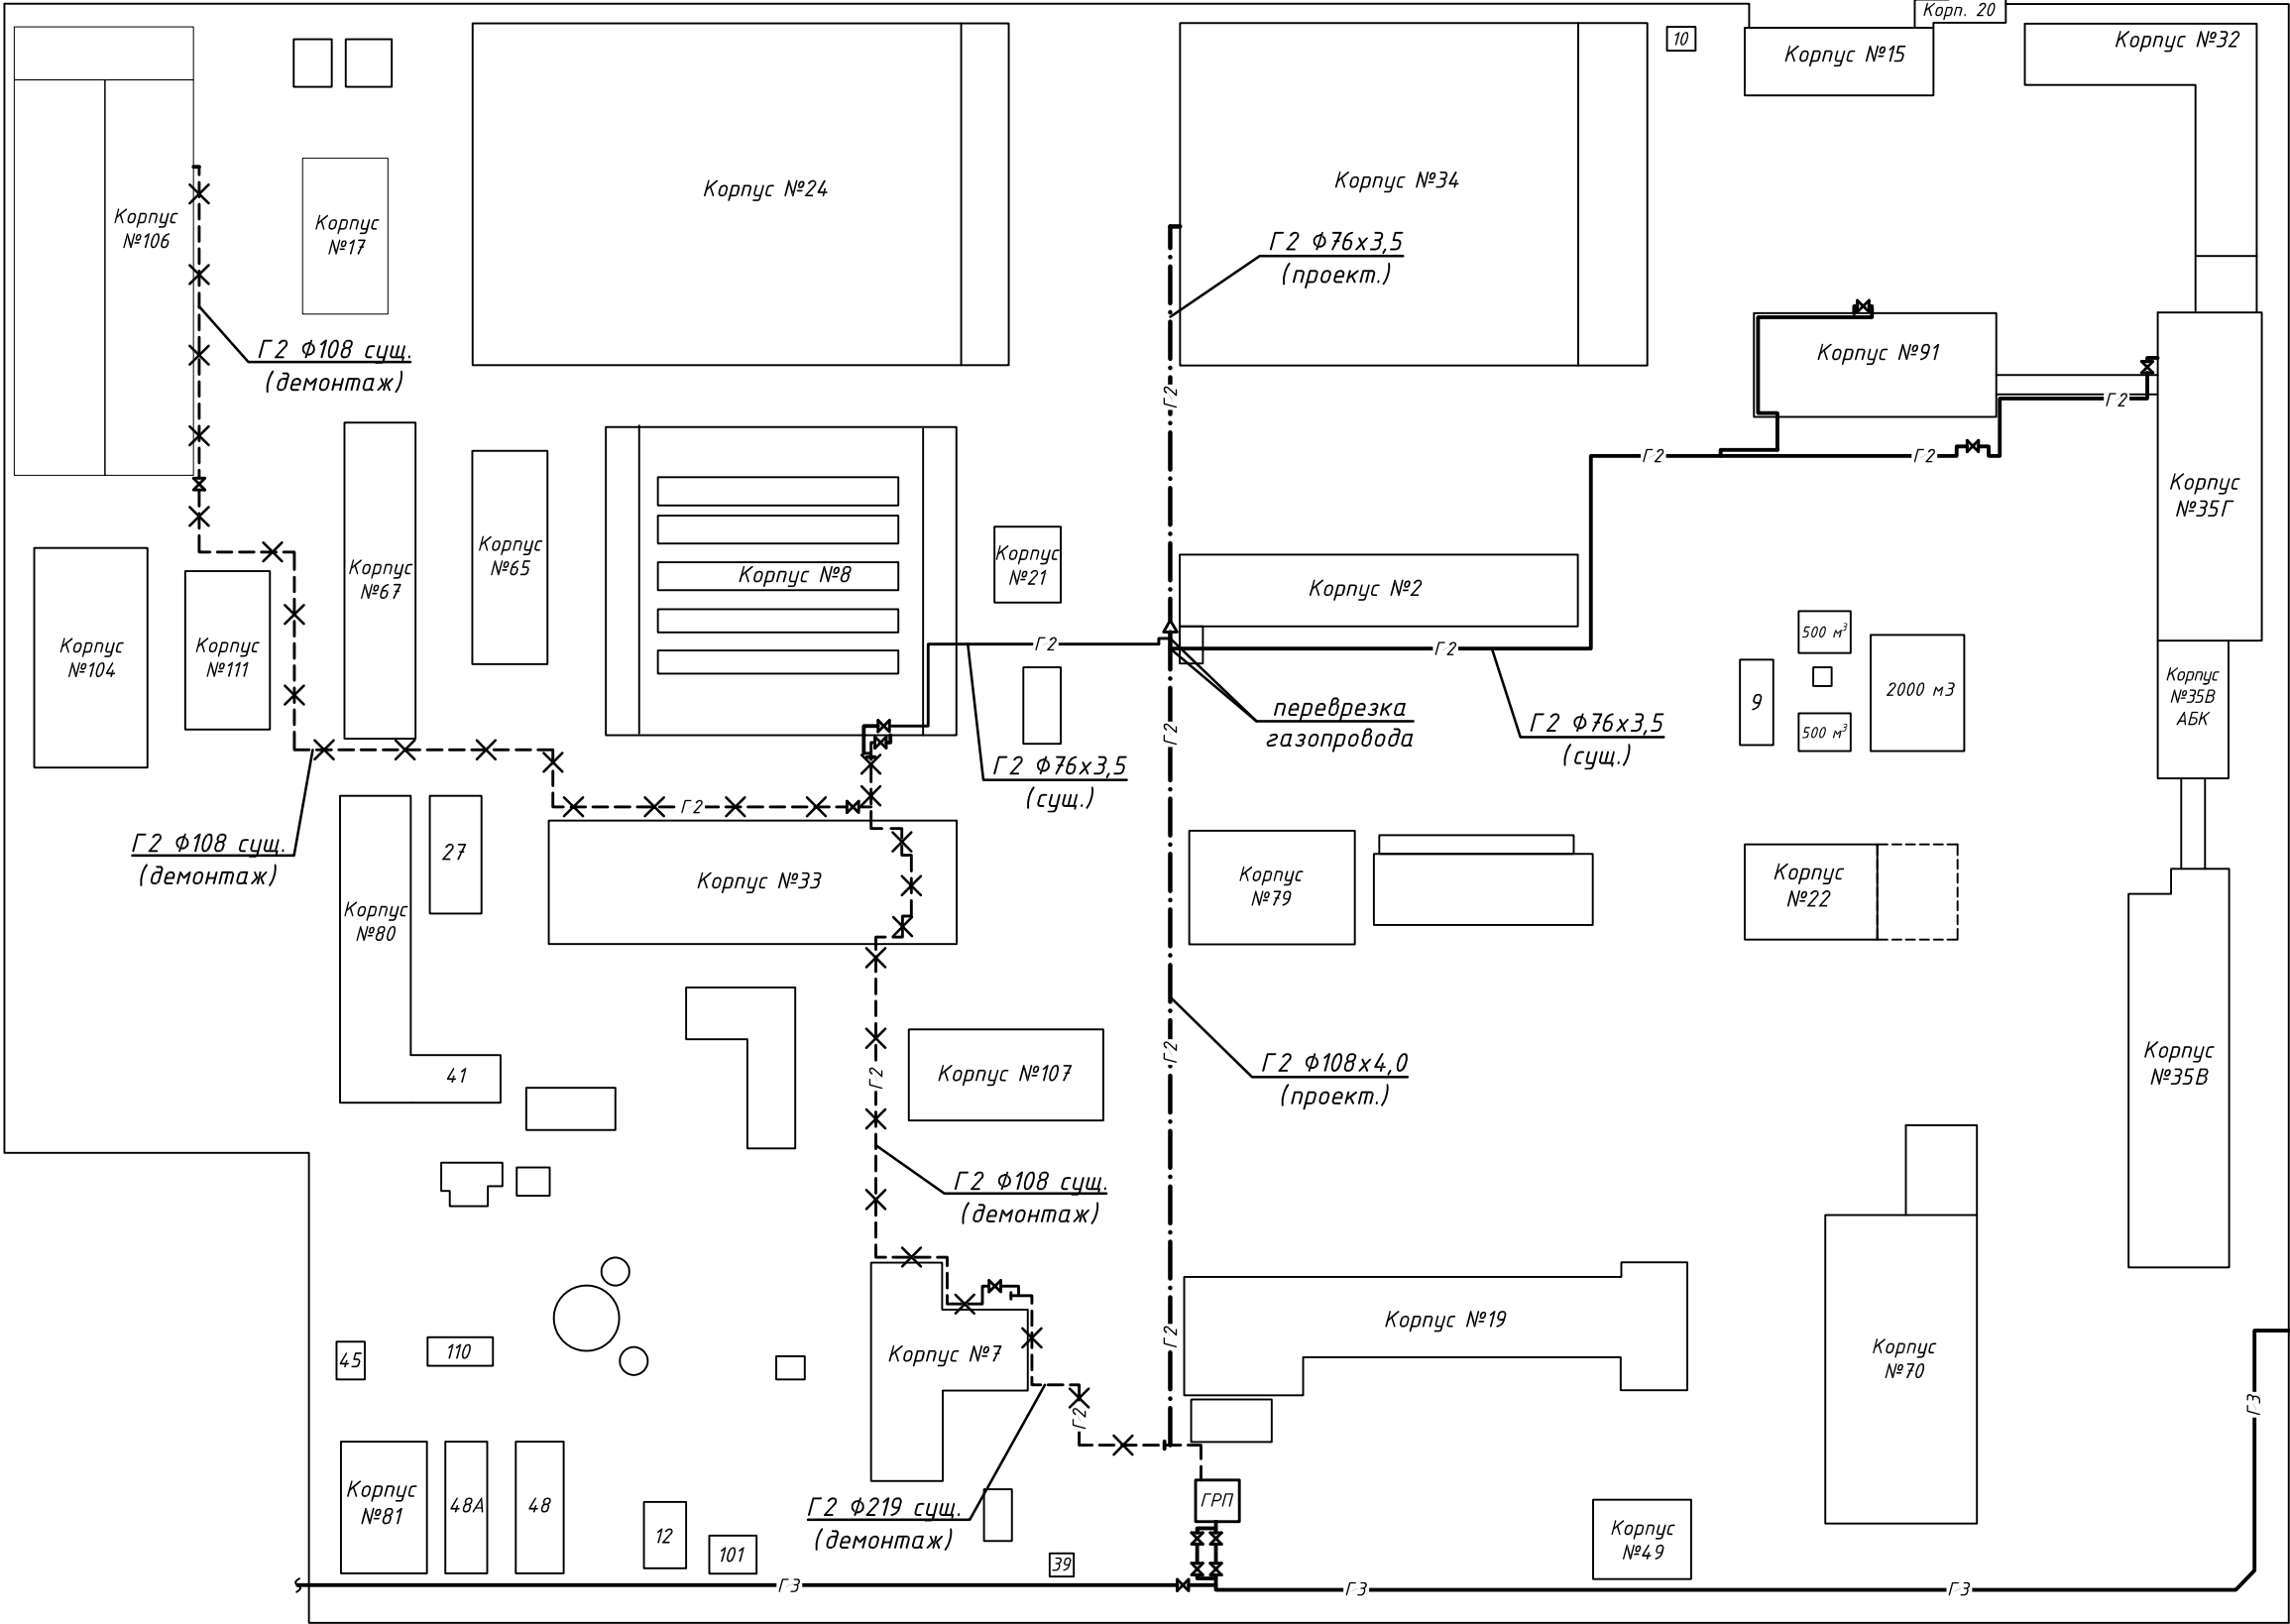 Корп. 20
Корпус №15
Корпус №32
10
Корпус №24
Корпус №34
Корпус
№106
Корпус
№17
Г2 Ф76х3,5
(проект.)
Г2 Ф108 сущ.
(демонтаж)
Корпус №91
Г2
Г2
Г2
Г2
Корпус
№35Г
Корпус
№67
Корпус
№65
Корпус №8
Корпус
№21
Корпус №2
Корпус
№104
Корпус
№111
Г2
Г2
500 м³
9
2000 м3
500 м³
Корпус
№35В
АБК
переврезка
газопровода
Г2 Ф76х3,5
(сущ.)
Г2
Г2 Ф76х3,5
(сущ.)
Г2
Г2 Ф108 сущ.
(демонтаж)
27
Корпус №33
Корпус
№79
Корпус
№22
Корпус
№80
41
Г2
Корпус №107
Г2
Г2 Ф108х4,0
(проект.)
Корпус
№35В
Г2 Ф108 сущ.
(демонтаж)
Корпус №19
Г2
Корпус №7
45
110
Корпус
№70
Г2
Г3
Корпус
№81
48А
48
12
101
Г2 Ф219 сущ.
(демонтаж)
ГРП
39
Корпус
№49
Г3
Г3
Г3